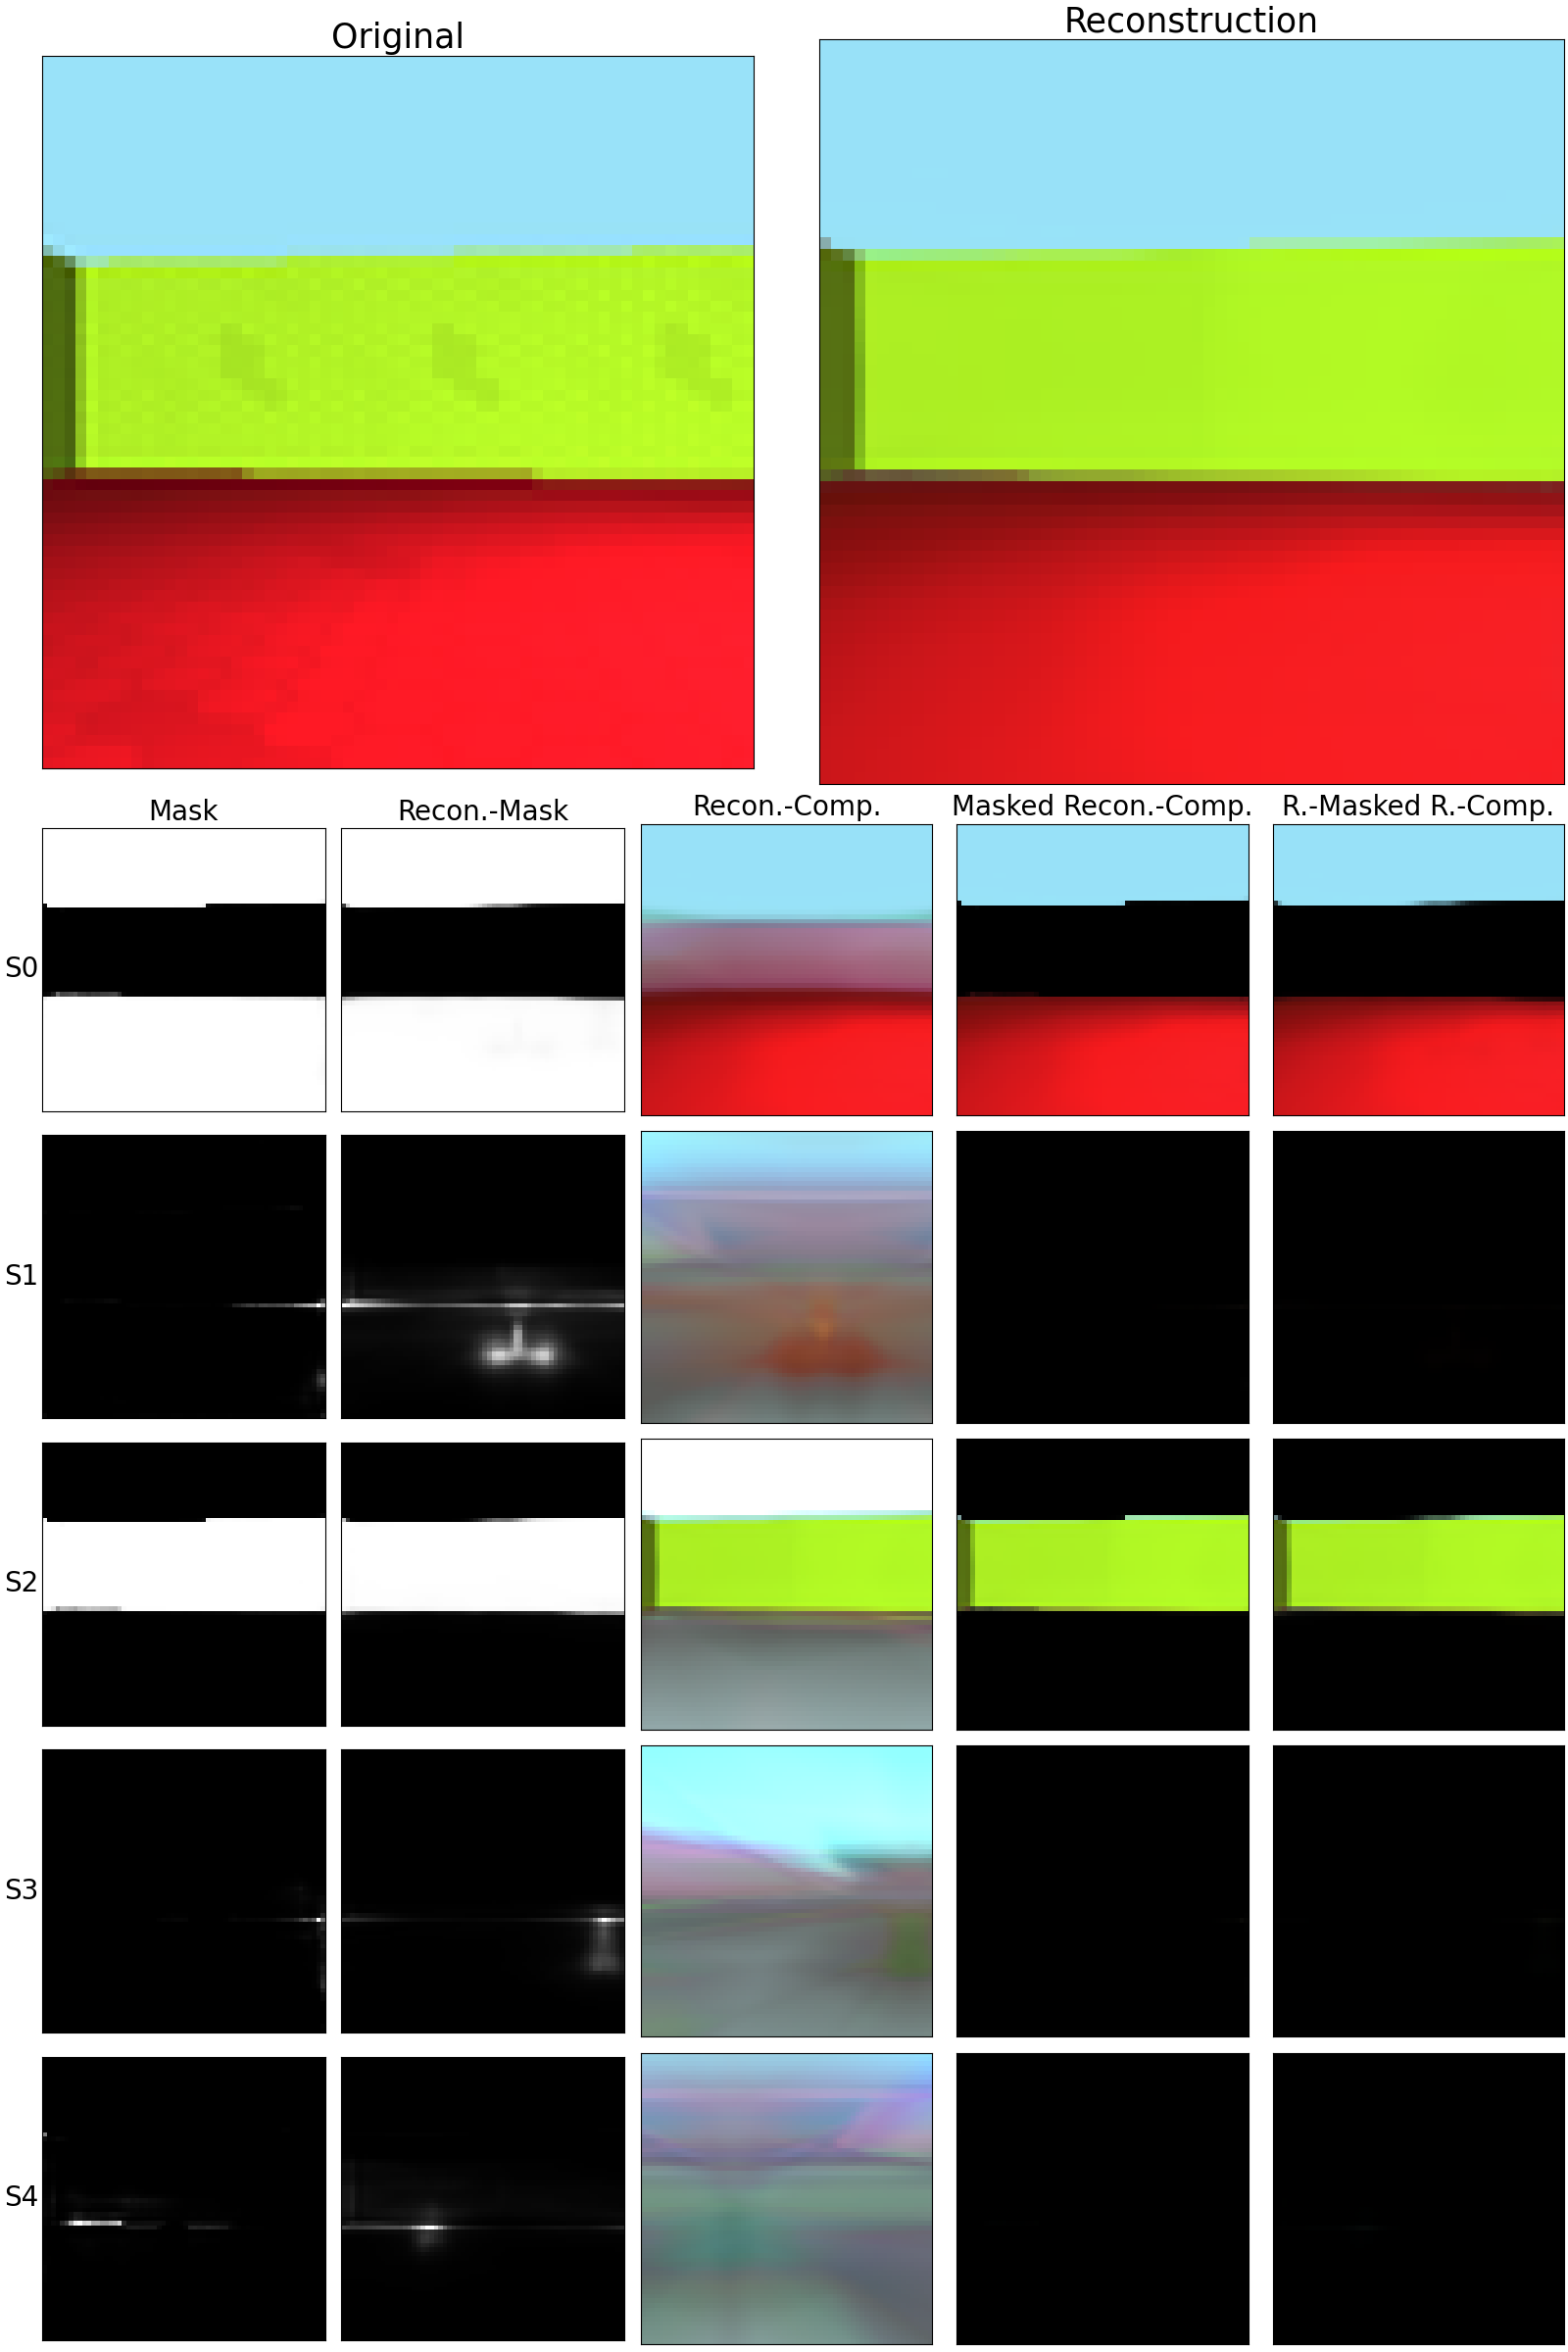 Original
Reconstruction
Mask
Recon.-Mask
Recon.-Comp.
Masked Recon.-Comp.
R.-Masked R.-Comp.
S0
S1
S2
S3
S4